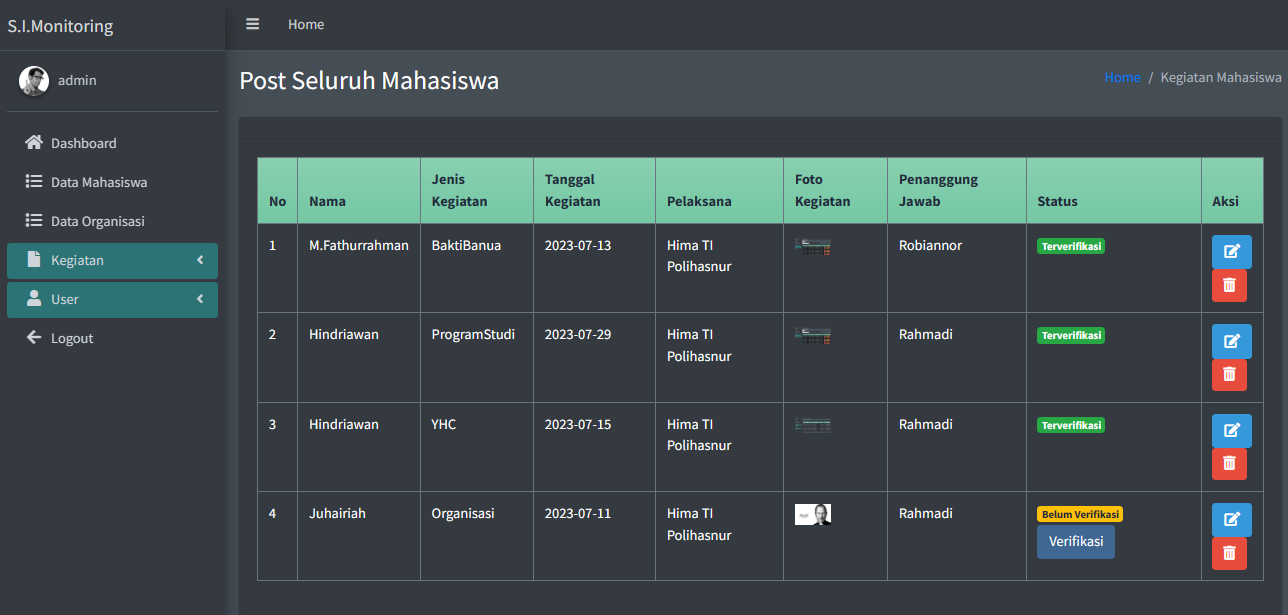 S.I.Monitoring
Home
admin
Dashboard
Data Mahasiswa
Data Organisasi
Kegiatan
User
Logout
Post Seluruh Mahasiswa
Home / Kegiatan Mahasiswa
No Nama Jenis Kegiatan Tanggal Kegiatan Pelaksana Foto Kegiatan Penanggung Jawab Status Aksi
1 M.Fathurrahman BaktiBanua 2023-07-13 Hima TI Polihasnur Robiannor Terverifikasi
2 Hindriawan ProgramStudi 2023-07-29 Hima TI Polihasnur Rahmadi Terverifikasi
3 Hindriawan YHC 2023-07-15 Hima TI Polihasnur Rahmadi Terverifikasi
4 Juhairiah Organisasi 2023-07-11 Hima TI Polihasnur Rahmadi Belum Verifikasi
Verifikasi